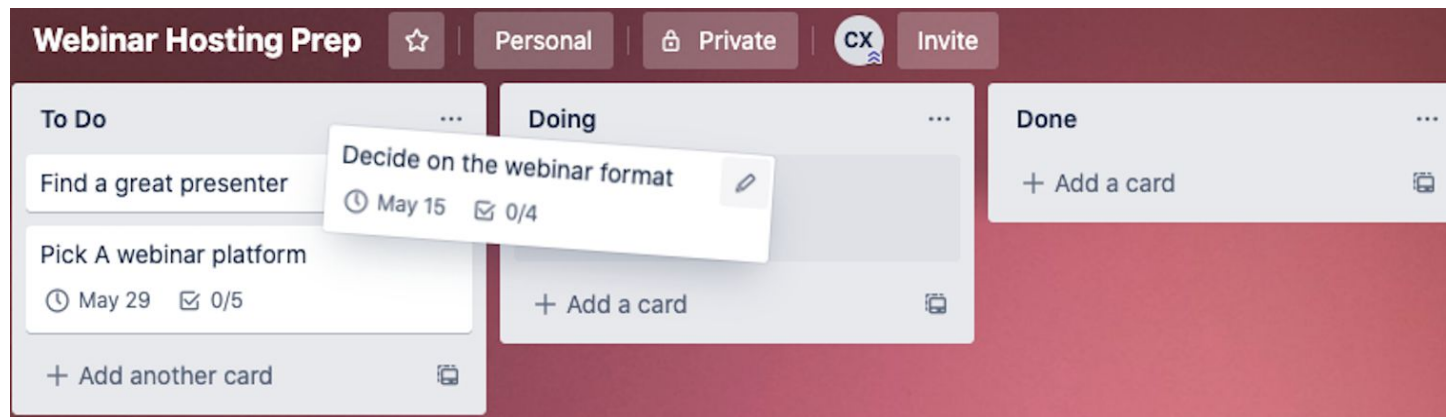 Webinar Hosting Prep Personal Private CX Invite
To Do
Find a great presenter
Pick A webinar platform
May 29 0/5
+ Add another card
Decide on the webinar format
May 15 0/4
Doing
+ Add a card
Done
+ Add a card